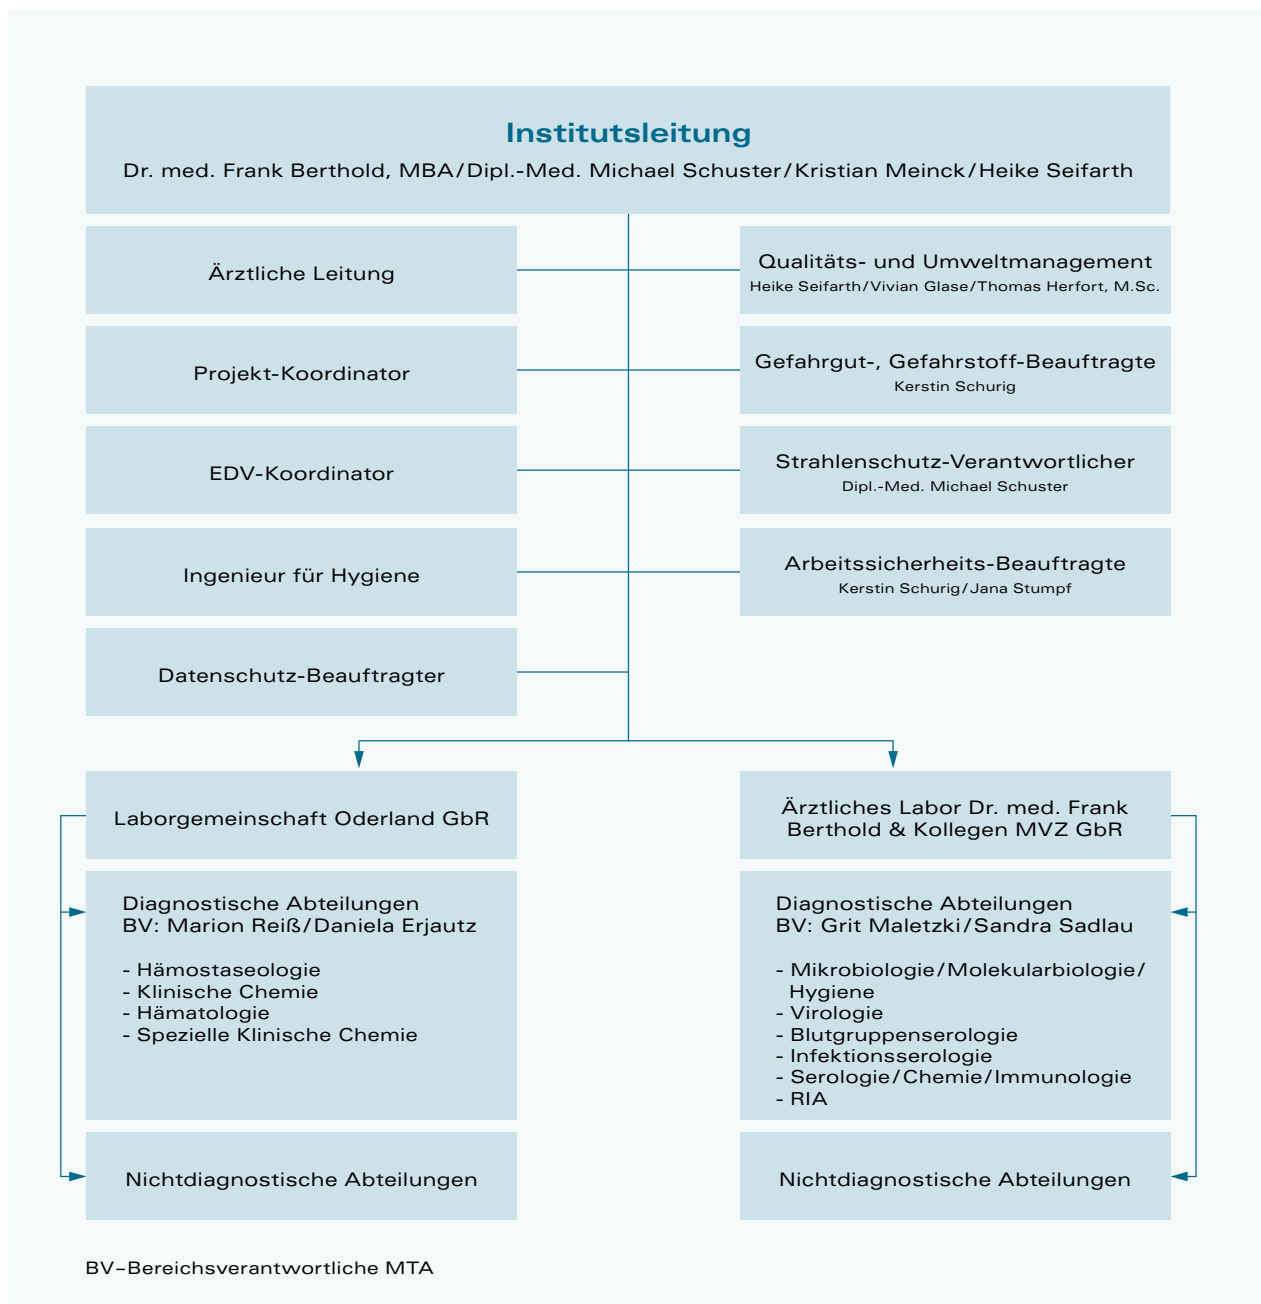 Institutsleitung
Dr. med. Frank Berthold, MBA/Dipl.-Med. Michael Schuster/Kristian Meinck/Heike Seifarth
Ärztliche Leitung
Qualitäts- und Umweltmanagement
Heike Seifarth/Vivian Glase/Thomas Herfort, M.Sc.
Projekt-Koordinator
Gefahrgut-, Gefahrstoff-Beauftragte
Kerstin Schurig
EDV-Koordinator
Strahlenschutz-Verantwortlicher
Dipl.-Med. Michael Schuster
Ingenieur für Hygiene
Arbeitssicherheits-Beauftragte
Kerstin Schurig/Jana Stumpf
Datenschutz-Beauftragter
Laborgemeinschaft Oderland GbR
Diagnostische Abteilungen
BV: Marion Reiß/Daniela Erjautz
- Hämostaseologie
- Klinische Chemie
- Hämatologie
- Spezielle Klinische Chemie
Nichtdiagnostische Abteilungen
Ärztliches Labor Dr. med. Frank
Berthold & Kollegen MVZ GbR
Diagnostische Abteilungen
BV: Grit Maletzki/Sandra Sadlau
- Mikrobiologie/Molekularbiologie/
Hygiene
- Virologie
- Blutgruppenserologie
- Infektionsserologie
- Serologie/Chemie/Immunologie
- RIA
Nichtdiagnostische Abteilungen
BV–Bereichsverantwortliche MTA